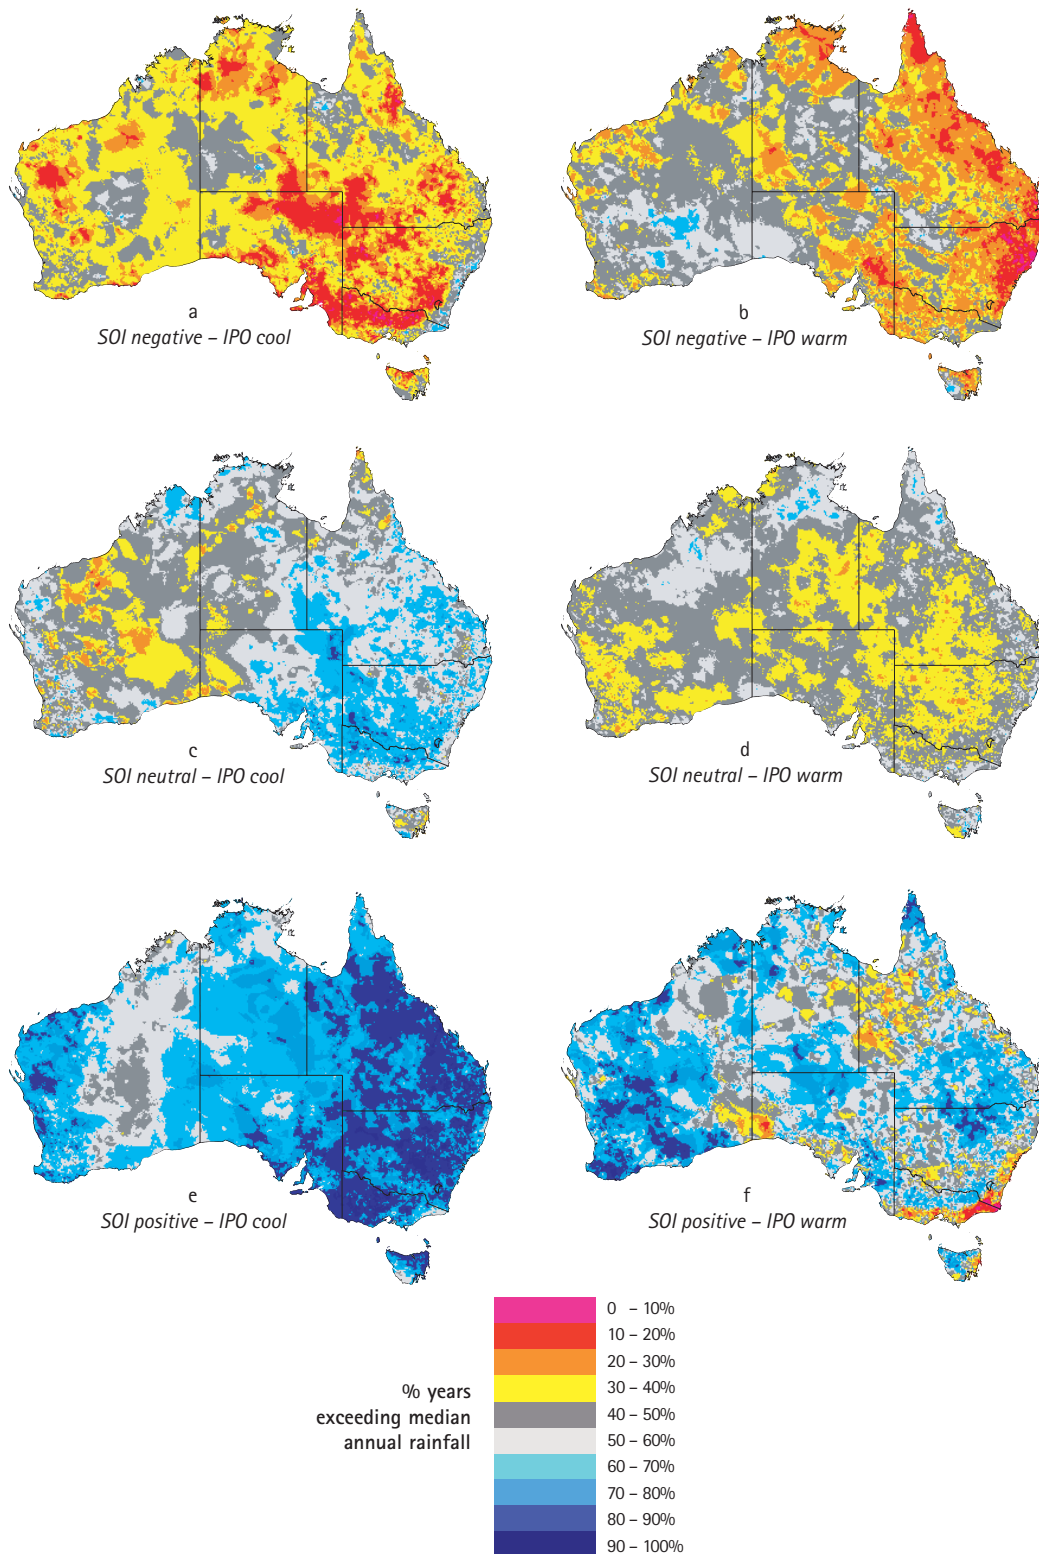 a
SOI negative – IPO cool
b
SOI negative – IPO warm
c
SOI neutral – IPO cool
d
SOI neutral – IPO warm
e
SOI positive – IPO cool
f
SOI positive – IPO warm
% years
exceeding median
annual rainfall
0 – 10%
10 – 20%
20 – 30%
30 – 40%
40 – 50%
50 – 60%
60 – 70%
70 – 80%
80 – 90%
90 – 100%